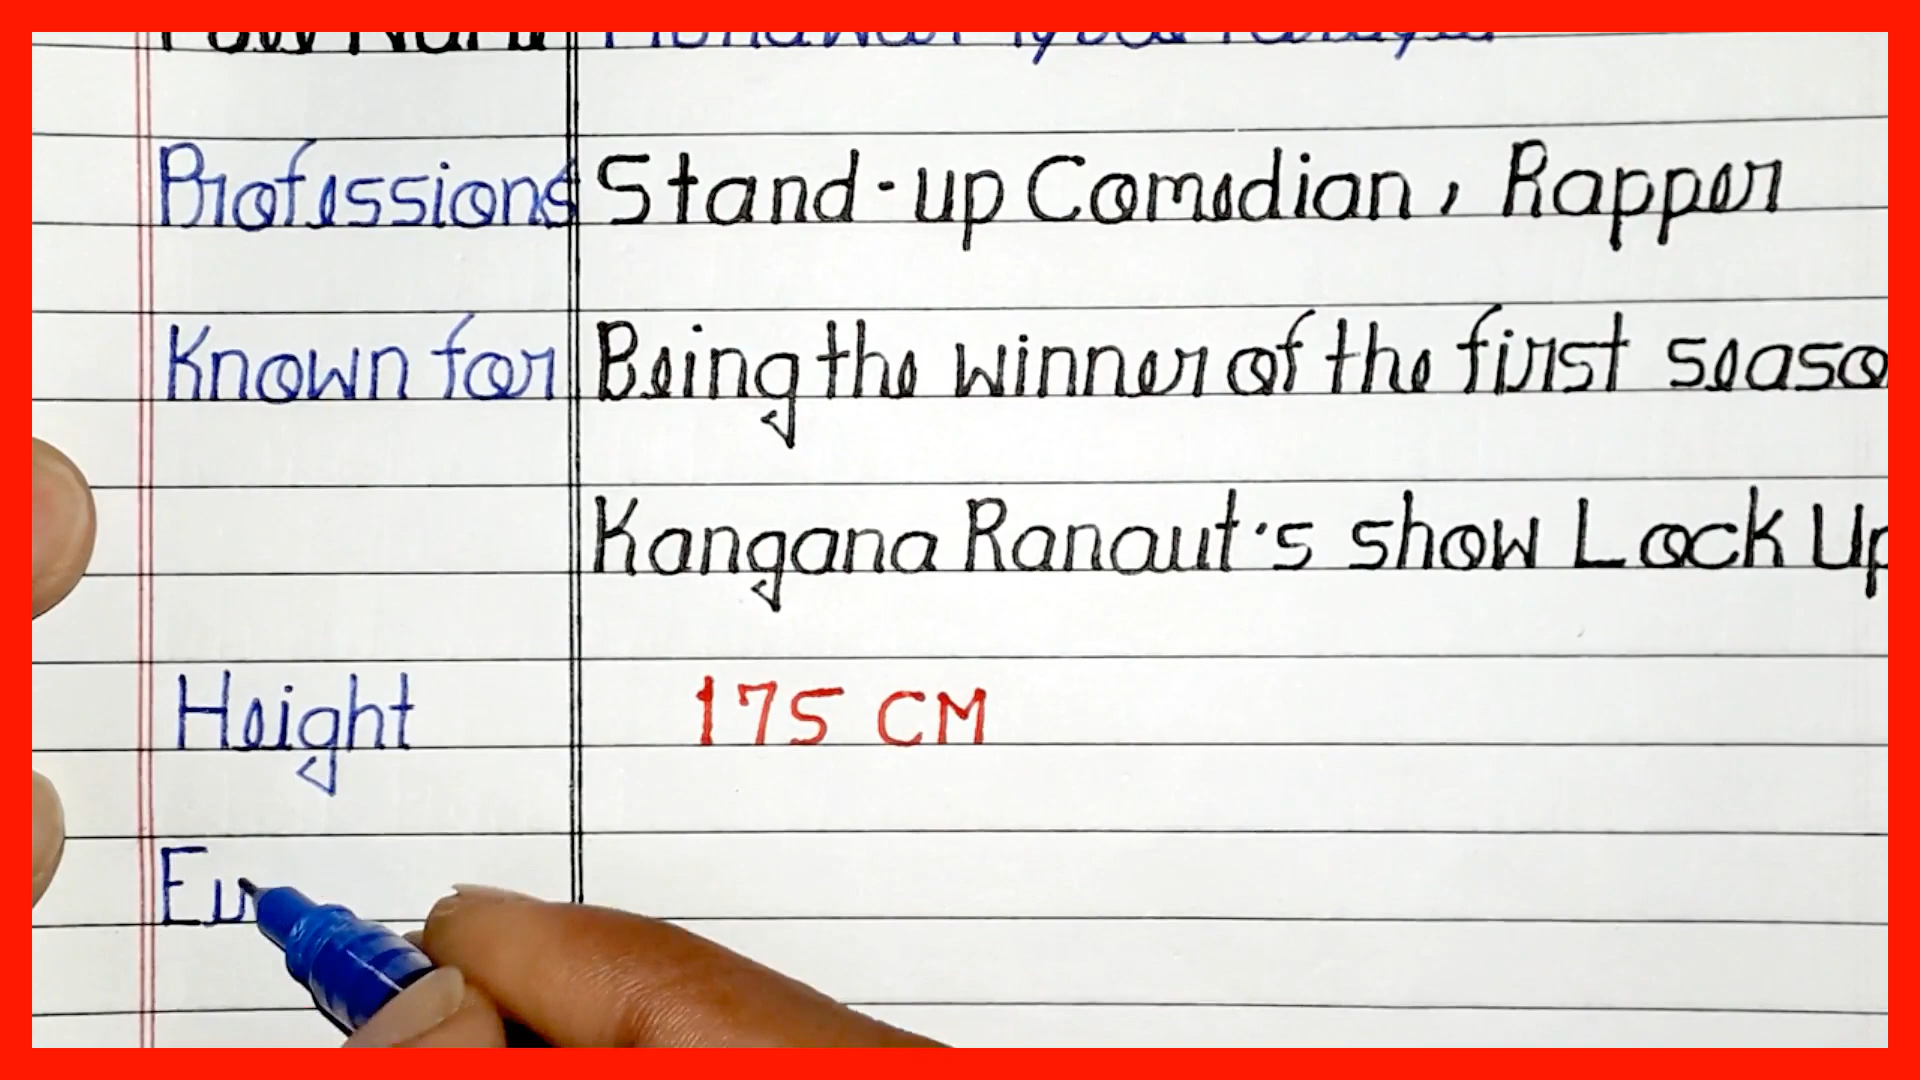 Professions Stand-up Comedian, Rapper
Known for Being the winner of the first seaso
Kangana Ranaut's show Lock Up
Height 175 CM